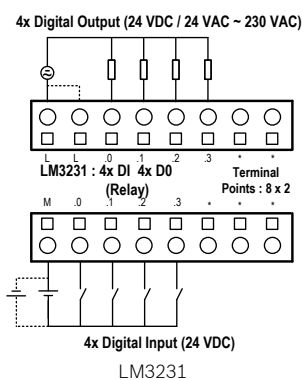 4x Digital Output (24 VDC / 24 VAC ~ 230 VAC)
L L .0 .1 .2 .3 * *
LM3231 : 4x DI 4x D0
(Relay)
Terminal
Points : 8 x 2
M .0 .1 .2 .3 * * *
4x Digital Input (24 VDC)
LM3231